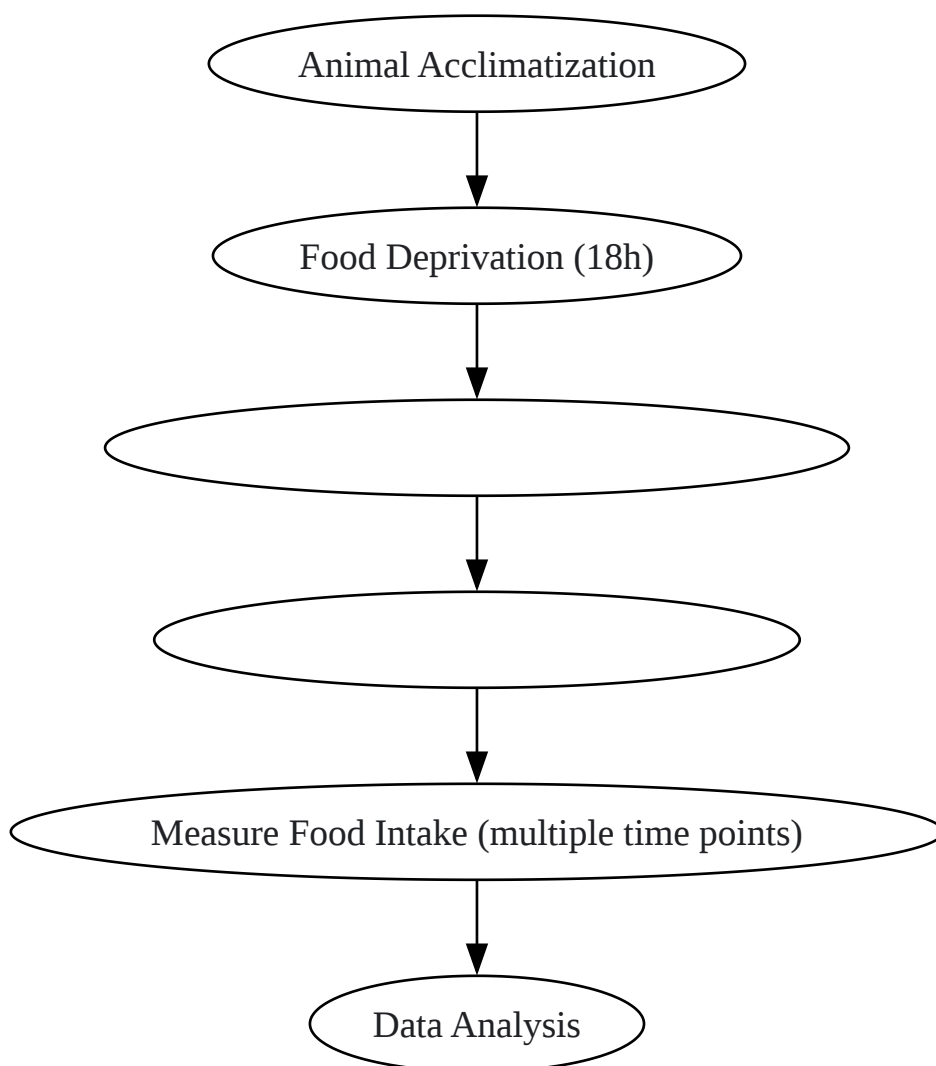 Animal Acclimatization
Food Deprivation (18h)
Measure Food Intake (multiple time points)
Data Analysis